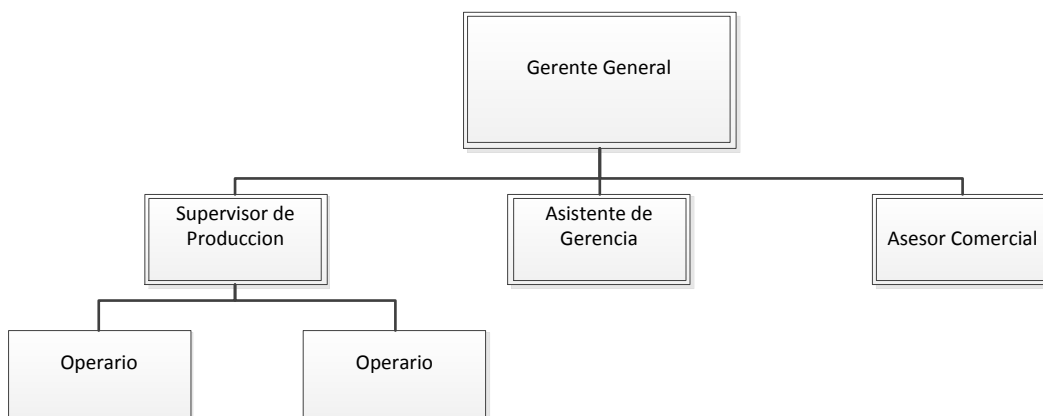 Gerente General
Supervisor de
Produccion
Asistente de
Gerencia
Asesor Comercial
Operario
Operario